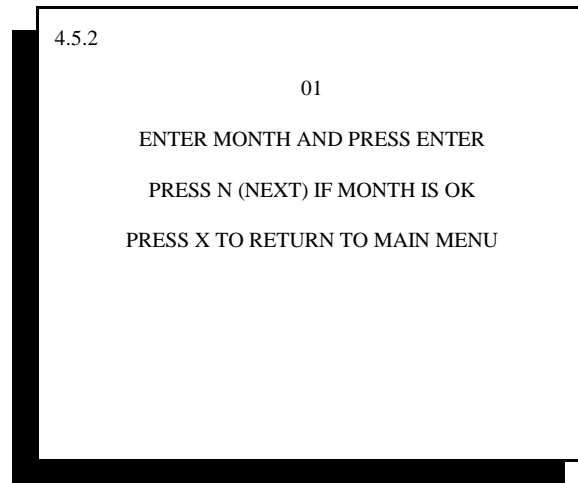 4.5.2
01
ENTER MONTH AND PRESS ENTER
PRESS N (NEXT) IF MONTH IS OK
PRESS X TO RETURN TO MAIN MENU